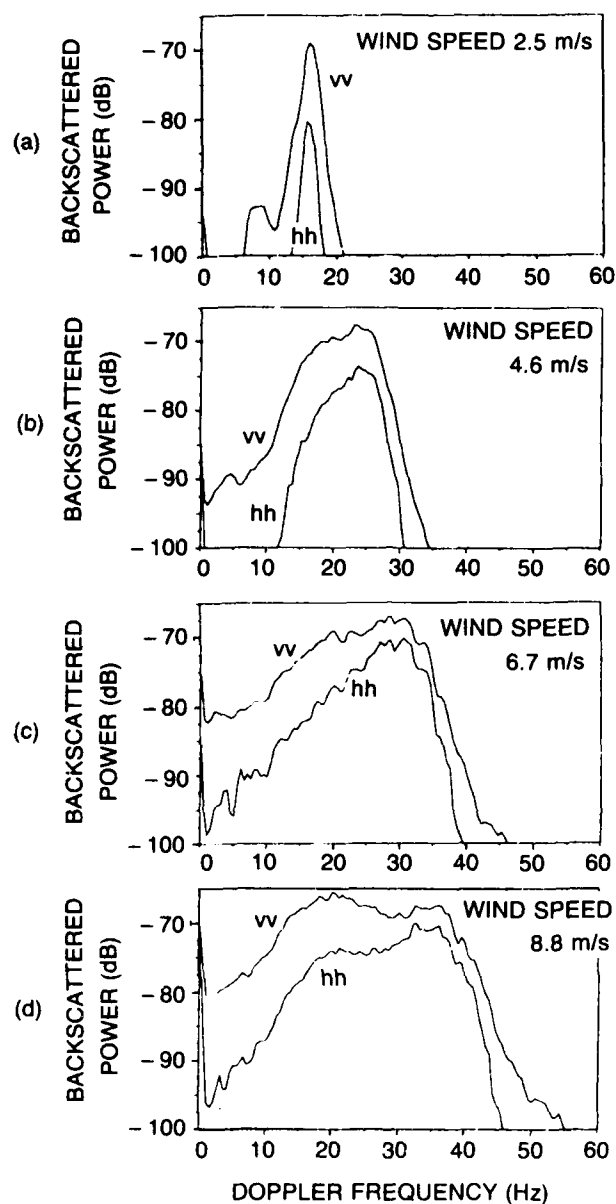 (a)
BACKSCATTERED
POWER (dB)
-70
-80
-90
-100
WIND SPEED 2.5 m/s
vv
hh
0 10 20 30 40 50 60
(b)
BACKSCATTERED
POWER (dB)
-70
-80
-90
-100
WIND SPEED
4.6 m/s
vv
hh
0 10 20 30 40 50 60
(c)
BACKSCATTERED
POWER (dB)
-70
-80
-90
-100
WIND SPEED
6.7 m/s
vv
hh
0 10 20 30 40 50 60
(d)
BACKSCATTERED
POWER (dB)
-70
-80
-90
-100
WIND SPEED
8.8 m/s
vv
hh
0 10 20 30 40 50 60
DOPPLER FREQUENCY (Hz)